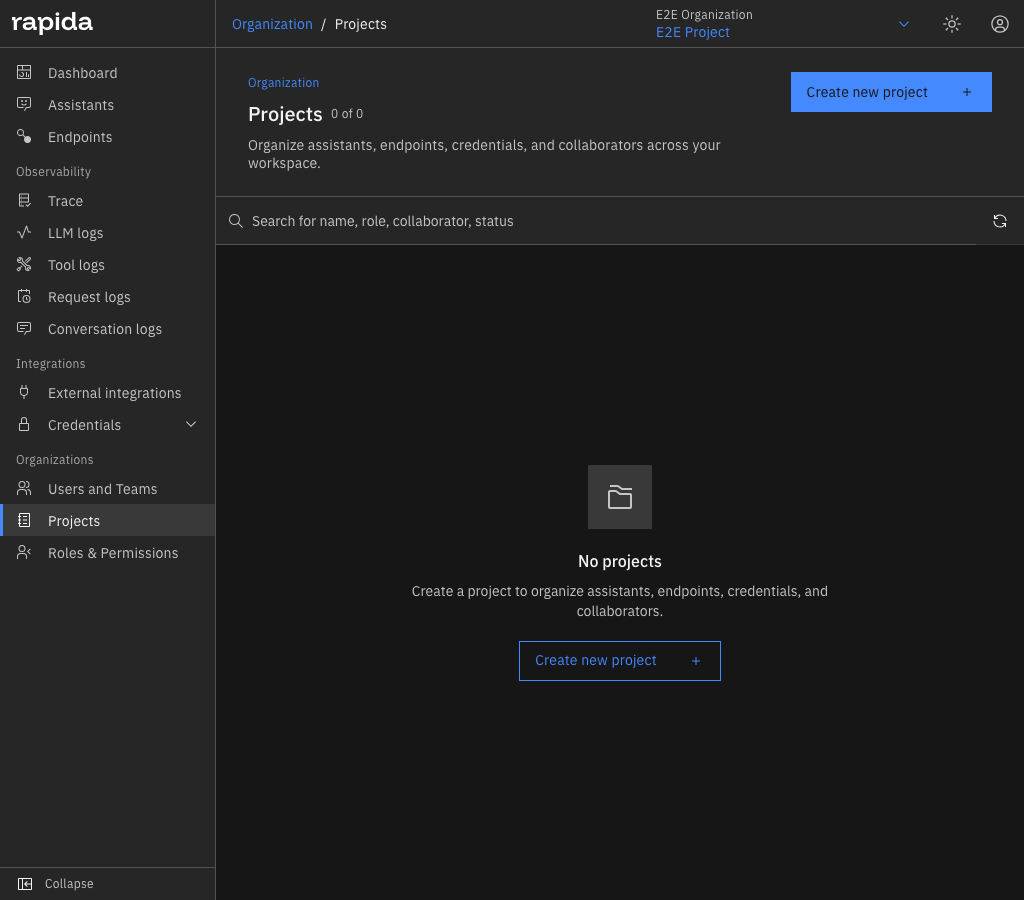 rapida
Organization / Projects
E2E Organization
E2E Project
Dashboard
Assistants
Endpoints
Observability
Trace
LLM logs
Tool logs
Request logs
Conversation logs
Integrations
External integrations
Credentials
Organizations
Users and Teams
Projects
Roles & Permissions
Collapse
Organization
Projects 0 of 0
Organize assistants, endpoints, credentials, and collaborators across your
workspace.
Create new project +
Search for name, role, collaborator, status
No projects
Create a project to organize assistants, endpoints, credentials, and
collaborators.
Create new project +